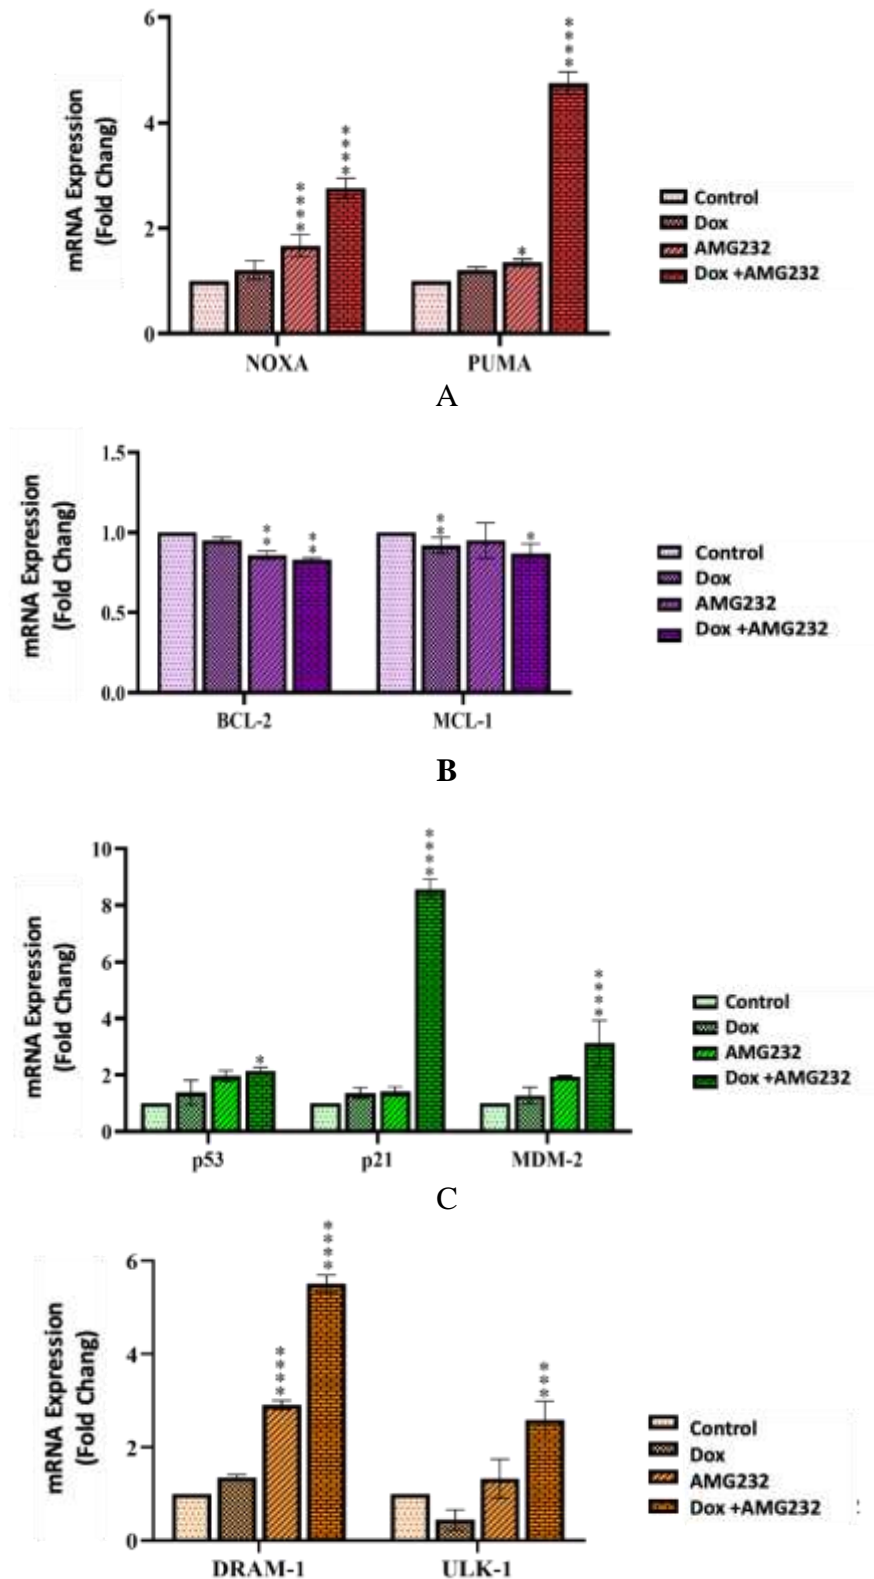 6
4
2
0
mRNA Expression
(Fold Chang)
****
****
*
****
NOXA
PUMA
Control
Dox
AMG232
Dox +AMG232
A
1.5
1.0
0.5
0.0
mRNA Expression
(Fold Chang)
**
**
**
*
BCL-2
MCL-1
Control
Dox
AMG232
Dox +AMG232
B
10
8
6
4
2
0
mRNA Expression
(Fold Chang)
*
****
****
p53
p21
MDM-2
Control
Dox
AMG232
Dox +AMG232
C
6
4
2
0
mRNA Expression
(Fold Chang)
****
****
***
DRAM-1
ULK-1
Control
Dox
AMG232
Dox +AMG232